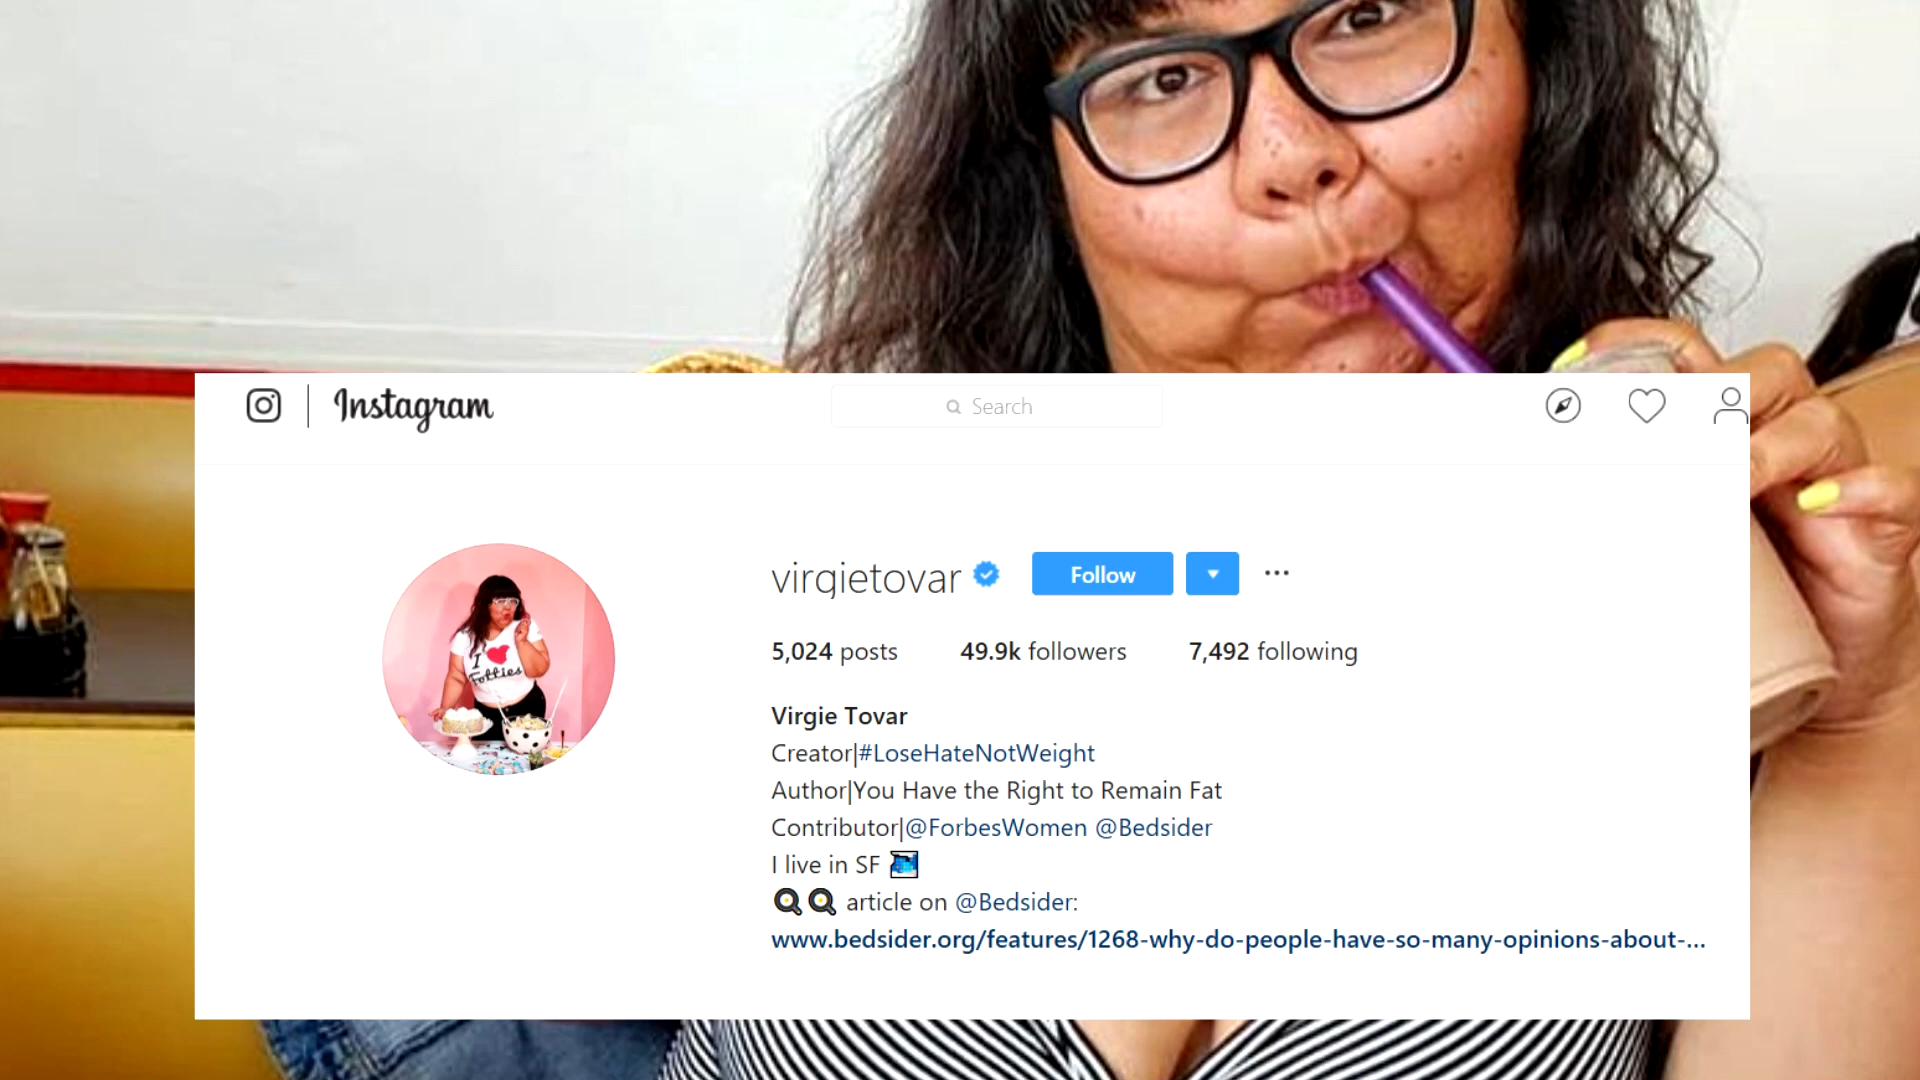 Instagram
Search
virgietovar
Follow
5,024 posts 49.9k followers 7,492 following
Virgie Tovar
Creator|#LoseHateNotWeight
Author|You Have the Right to Remain Fat
Contributor|@ForbesWomen @Bedsider
I live in SF
article on @Bedsider:
www.bedsider.org/features/1268-why-do-people-have-so-many-opinions-about-...
I
Fatties